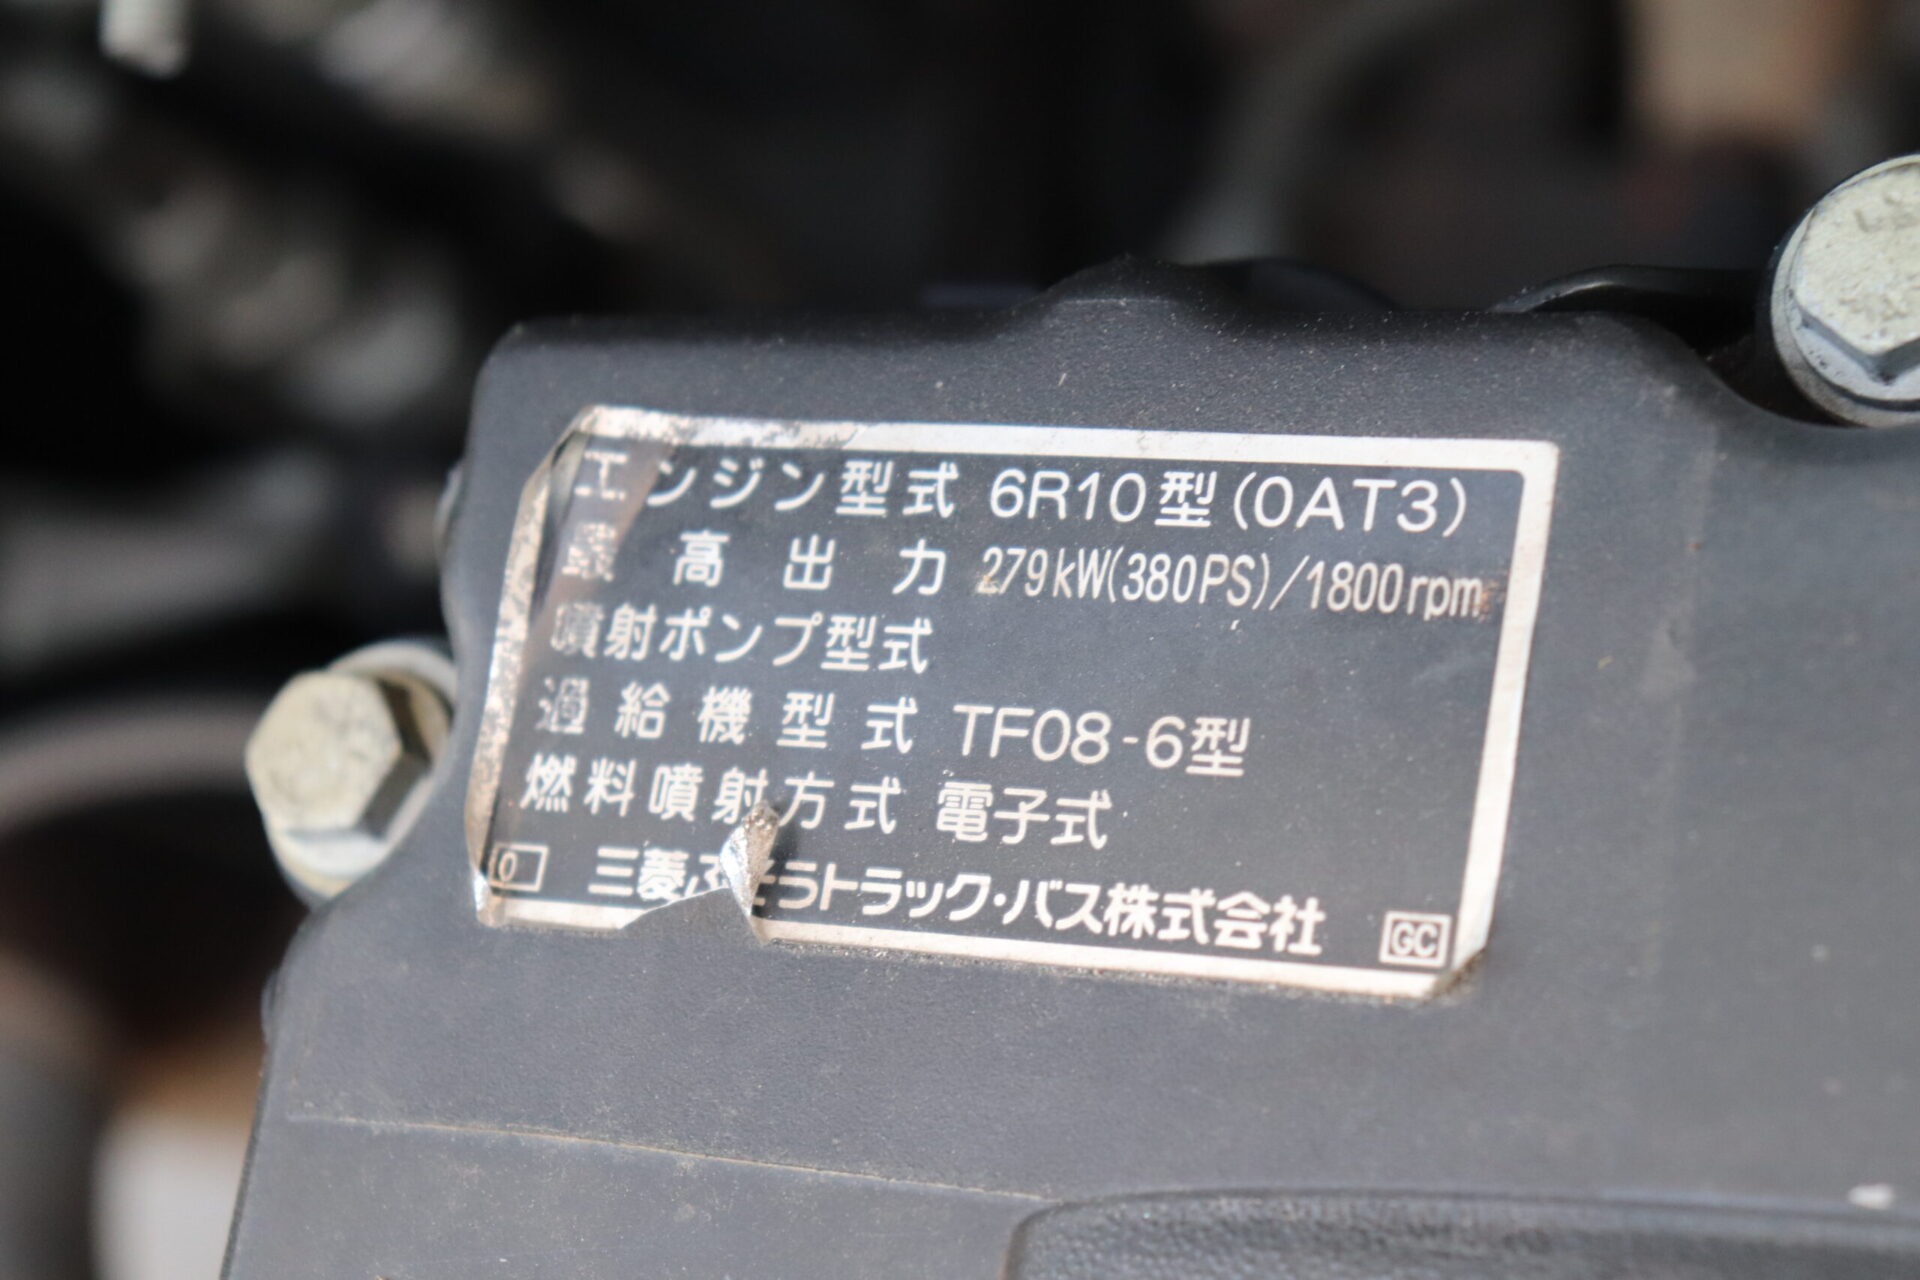 エンジン型式 6R10型(0AT3)
最高出力 279kW(380PS)/1800rpm
噴射ポンプ型式
過給機型式 TF08-6型
燃料噴射方式 電子式
0 三菱ふそうトラック・バス株式会社 GC